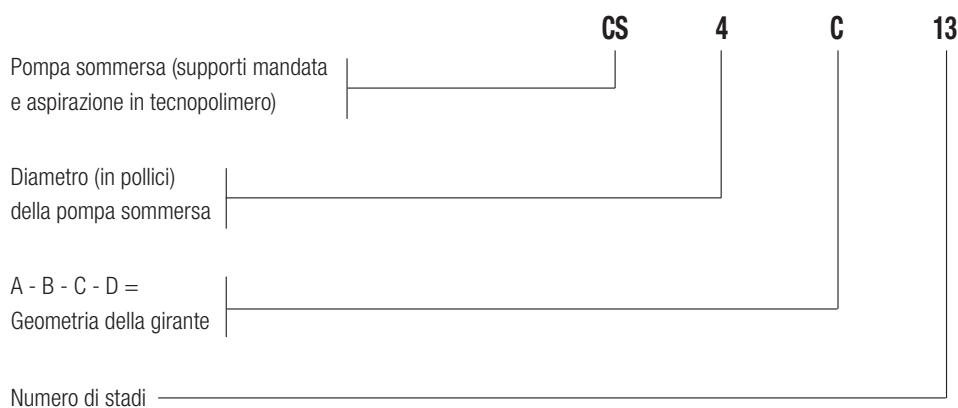 CS 4 C 13
Pompa sommersa (supporti mandata
e aspirazione in tecnopolimero)
Diametro (in pollici)
della pompa sommersa
A - B - C - D =
Geometria della girante
Numero di stadi